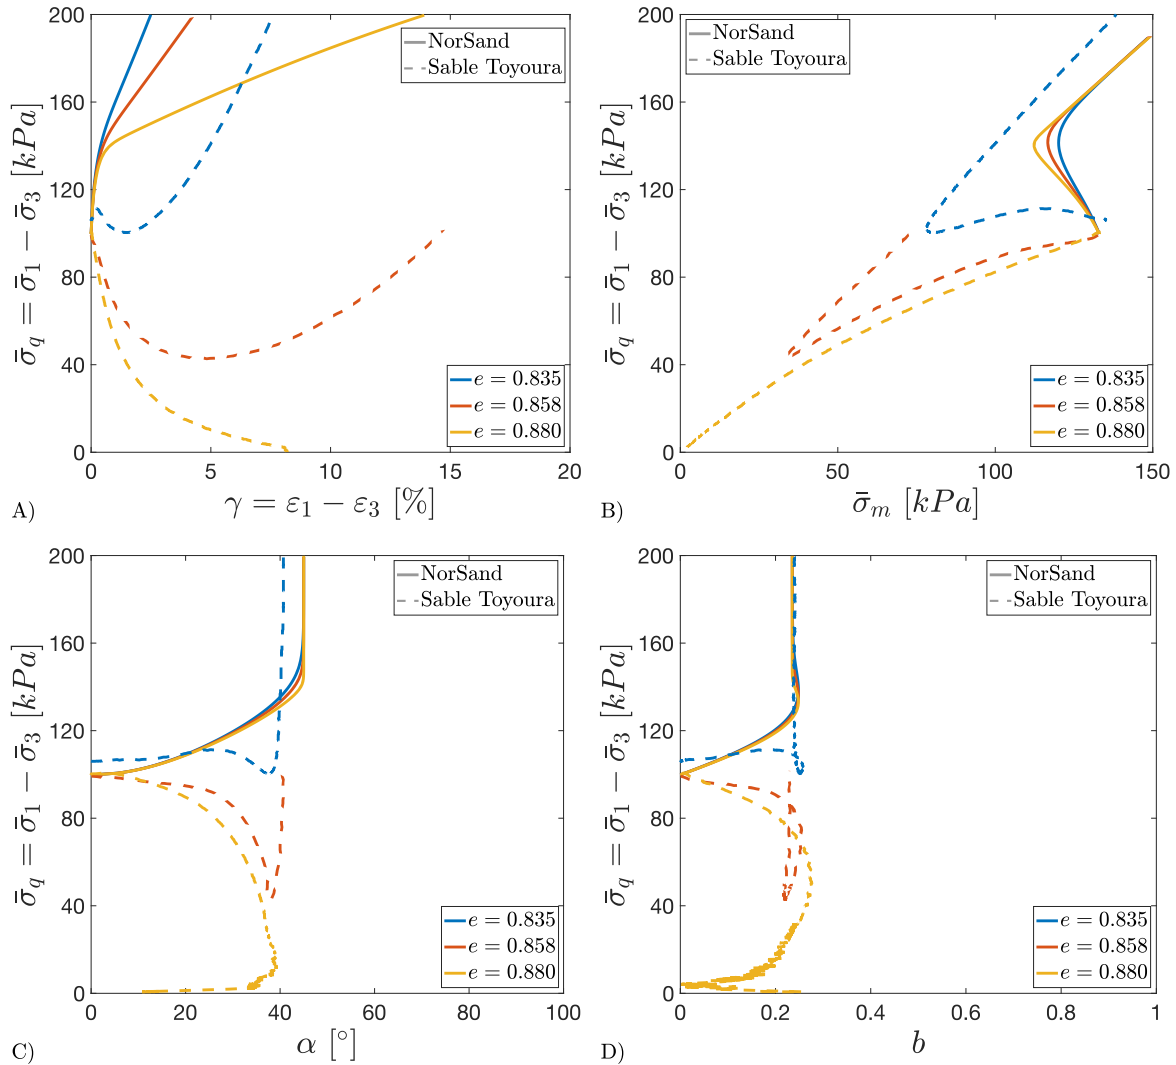 200
160
120
80
40
0
σ̄q = σ̄1 − σ̄3 [kPa]
NorSand
Sable Toyoura
e = 0.835
e = 0.858
e = 0.880
0 5 10 15 20
A)
γ = ε1 − ε3 [%]
200
160
120
80
40
0
σ̄q = σ̄1 − σ̄3 [kPa]
NorSand
Sable Toyoura
e = 0.835
e = 0.858
e = 0.880
0 50 100 150
B)
σ̄m [kPa]
200
160
120
80
40
0
σ̄q = σ̄1 − σ̄3 [kPa]
NorSand
Sable Toyoura
e = 0.835
e = 0.858
e = 0.880
0 20 40 60 80 100
C)
α [°]
200
160
120
80
40
0
σ̄q = σ̄1 − σ̄3 [kPa]
NorSand
Sable Toyoura
e = 0.835
e = 0.858
e = 0.880
0 0.2 0.4 0.6 0.8 1
D)
b